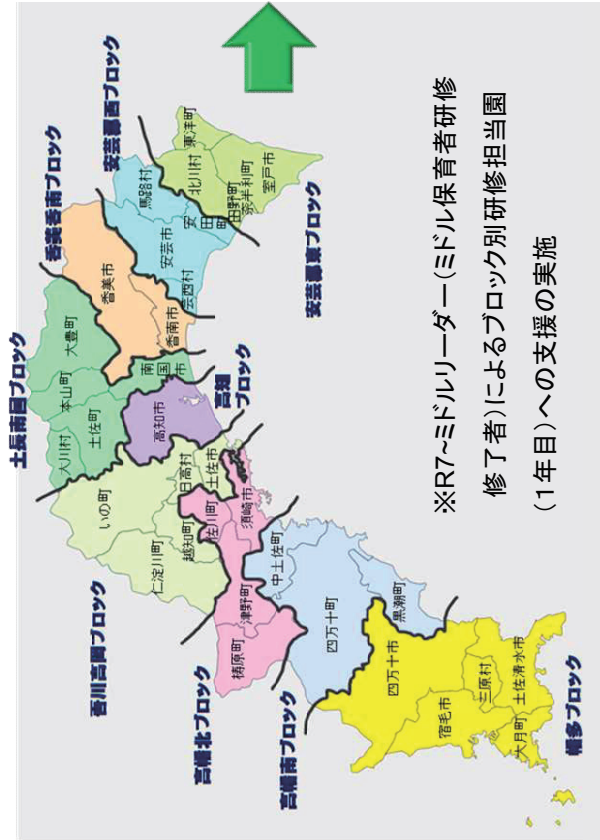 土長南国ブロック
香美香南ブロック
安芸郡西ブロック
大川村
本山町
大豊町
土佐町
香美市
馬路村
東洋町
北川村
安芸市
安田町
田野町
奈半利町
室戸市
芸西村
香南市
南国市
安芸郡東ブロック
高知
ブロック
高知市
吾川高岡ブロック
いの町
仁淀川町
越知町
日高村
土佐市
佐川町
須崎市
高幡北ブロック
津野町
梼原町
高幡南ブロック
中土佐町
四万十町
黒潮町
四万十市
宿毛市
三原村
大月町
土佐清水市
幡多ブロック
※R7~ミドルリーダー(ミドル保育者研修
修了者)によるブロック別研修担当園
(1年目)への支援の実施